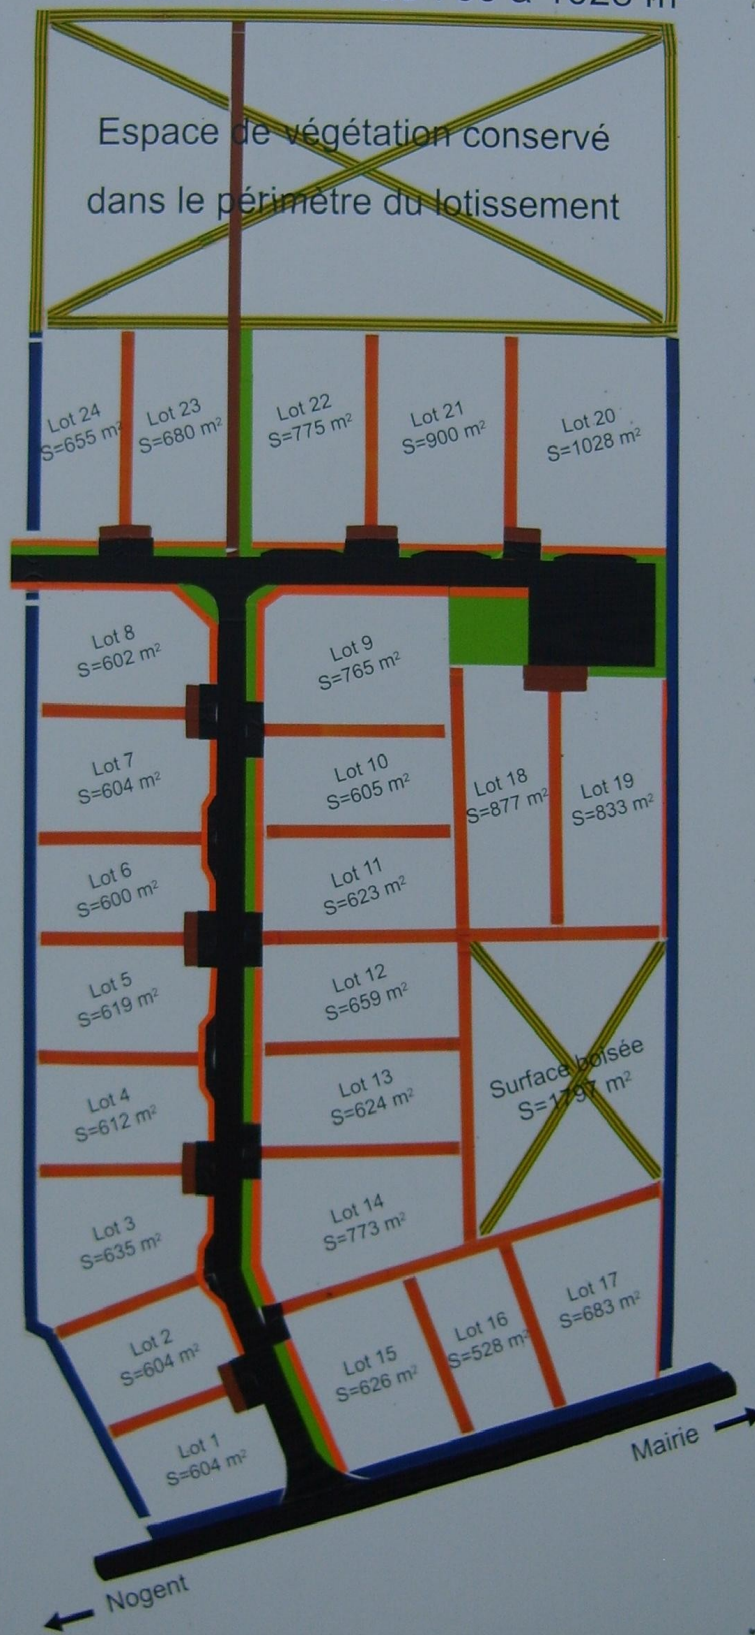 à 1028 m
Espace de végétation conservé
dans le périmètre du lotissement
Lot 24
S=655 m²
Lot 23
S=680 m²
Lot 22
S=775 m²
Lot 21
S=900 m²
Lot 20
S=1028 m²
Lot 8
S=602 m²
Lot 9
S=765 m²
Lot 7
S=604 m²
Lot 10
S=605 m²
Lot 18
S=877 m²
Lot 19
S=833 m²
Lot 6
S=600 m²
Lot 11
S=623 m²
Lot 5
S=619 m²
Lot 12
S=659 m²
Lot 4
S=612 m²
Lot 13
S=624 m²
Surface boisée
S=1797 m²
Lot 3
S=635 m²
Lot 14
S=773 m²
Lot 2
S=604 m²
Lot 15
S=626 m²
Lot 16
S=528 m²
Lot 17
S=683 m²
Lot 1
S=604 m²
Mairie
Nogent